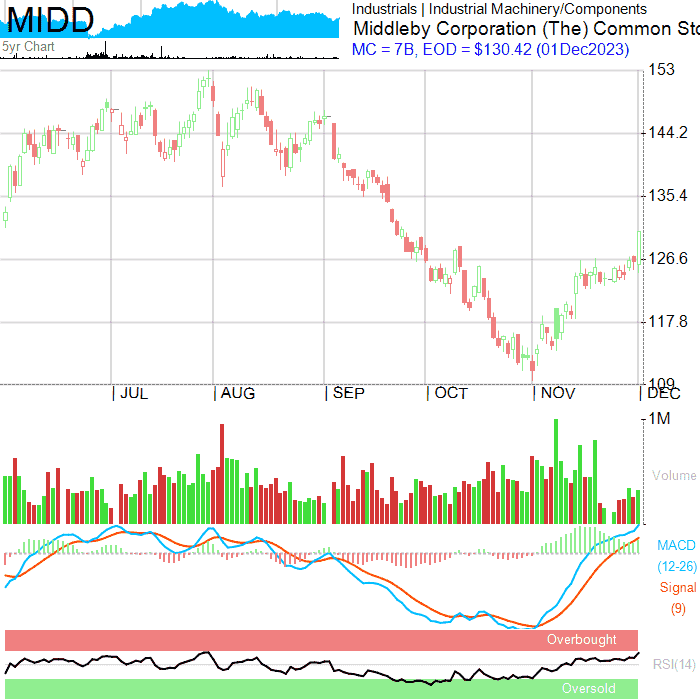 MIDD
5yr Chart
Industrials | Industrial Machinery/Components
Middleby Corporation (The) Common Sto
MC = 7B, EOD = $130.42 (01Dec2023)
153
144.2
135.4
126.6
117.8
109
JUL
AUG
SEP
OCT
NOV
DEC
1M
Volume
MACD
(12-26)
Signal
(9)
Overbought
RSI(14)
Oversold